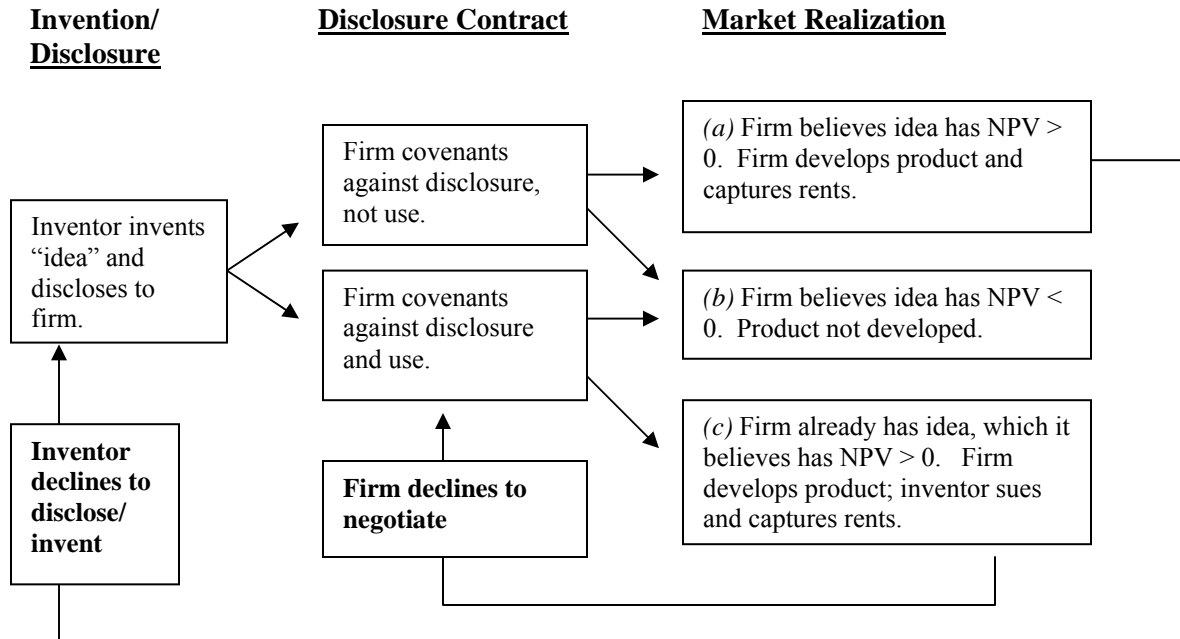 Invention/
Disclosure
Disclosure Contract
Market Realization
Inventor invents
“idea” and
discloses to
firm.
Inventor
declines to
disclose/
invent
Firm covenants
against disclosure,
not use.
Firm covenants
against disclosure
and use.
Firm declines to
negotiate
(a) Firm believes idea has NPV >
0.  Firm develops product and
captures rents.
(b) Firm believes idea has NPV <
0.  Product not developed.
(c) Firm already has idea, which it
believes has NPV > 0.   Firm
develops product; inventor sues
and captures rents.